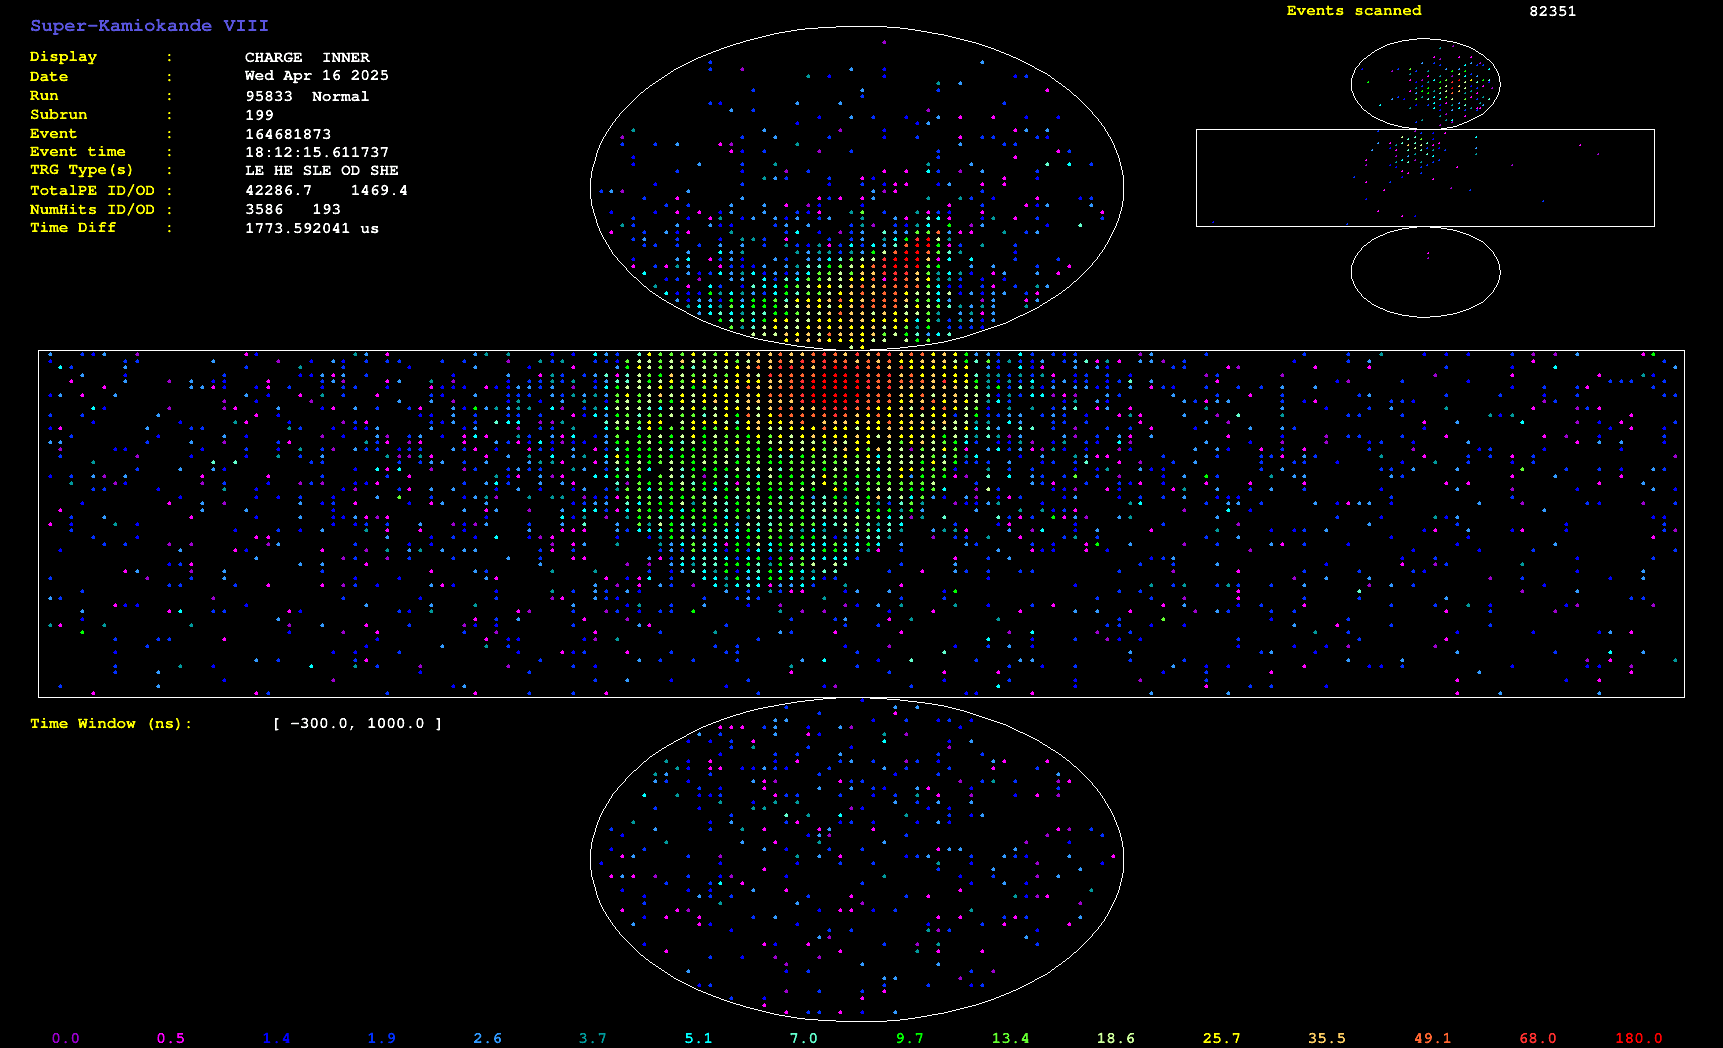 Super-Kamiokande VIII
Events scanned 82351
Display : CHARGE INNER
Date : Wed Apr 16 2025
Run : 95833 Normal
Subrun : 199
Event : 164681873
Event time : 18:12:15.611737
TRG Type(s) : LE HE SLE OD SHE
TotalPE ID/OD : 42286.7 1469.4
NumHits ID/OD : 3586 193
Time Diff : 1773.592041 us
Time Window (ns): [ -300.0, 1000.0 ]
0.0 0.5 1.4 1.9 2.6 3.7 5.1 7.0 9.7 13.4 18.6 25.7 35.5 49.1 68.0 180.0